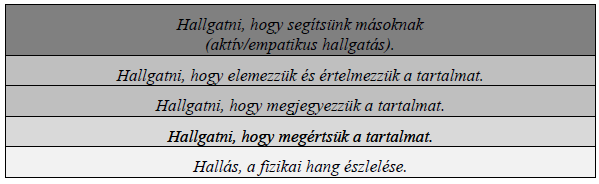 Hallgatni, hogy segítsünk másoknak
(aktív/empatikus hallgatás).
Hallgatni, hogy elemezzük és értelmezzük a tartalmat.
Hallgatni, hogy megjegyezzük a tartalmat.
Hallgatni, hogy megértsük a tartalmat.
Hallás, a fizikai hang észlelése.